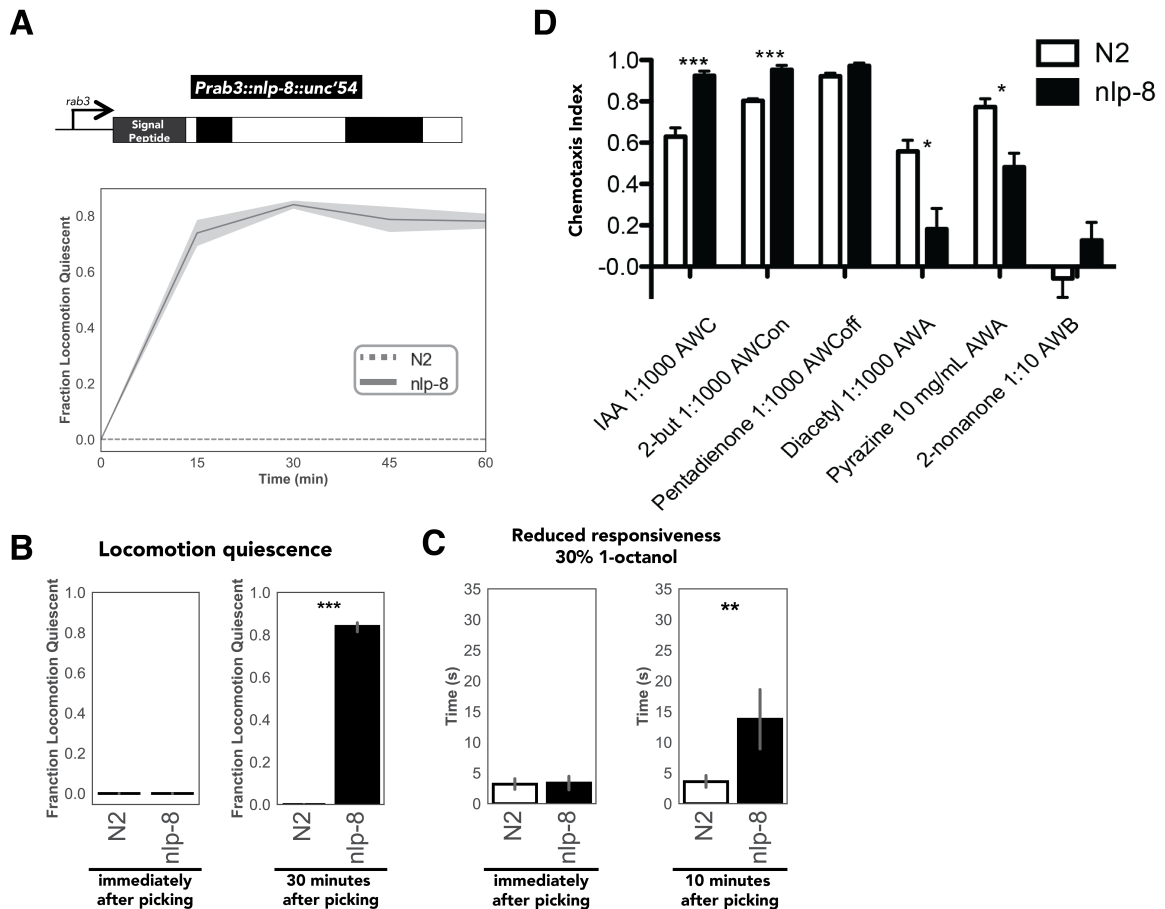 A
Prab3::nlp-8::unc'54
rab3
Signal
Peptide
Fraction Locomotion Quiescent
0.8
0.6
0.4
0.2
0.0
N2
nlp-8
0
15
30
45
60
Time (min)
D
N2
nlp-8
Chemotaxis Index
1.0
0.8
0.6
0.4
0.2
-0.0
***
***
*
*
IAA 1:1000 AWC
2-but 1:1000 AWCon
Pentadienone 1:1000 AWCoff
Diacetyl 1:1000 AWA
Pyrazine 10 mg/mL AWA
2-nonanone 1:10 AWB
B
Locomotion quiescence
Franction Locomotion Quiescent
1.0
0.8
0.6
0.4
0.2
0.0
N2
nlp-8
immediately
after picking
Franction Locomotion Quiescent
1.0
0.8
0.6
0.4
0.2
0.0
***
N2
nlp-8
30 minutes
after picking
C
Reduced responsiveness
30% 1-octanol
Time (s)
35
30
25
20
15
10
5
0
N2
nlp-8
immediately
after picking
Time (s)
35
30
25
20
15
10
5
0
**
N2
nlp-8
10 minutes
after picking